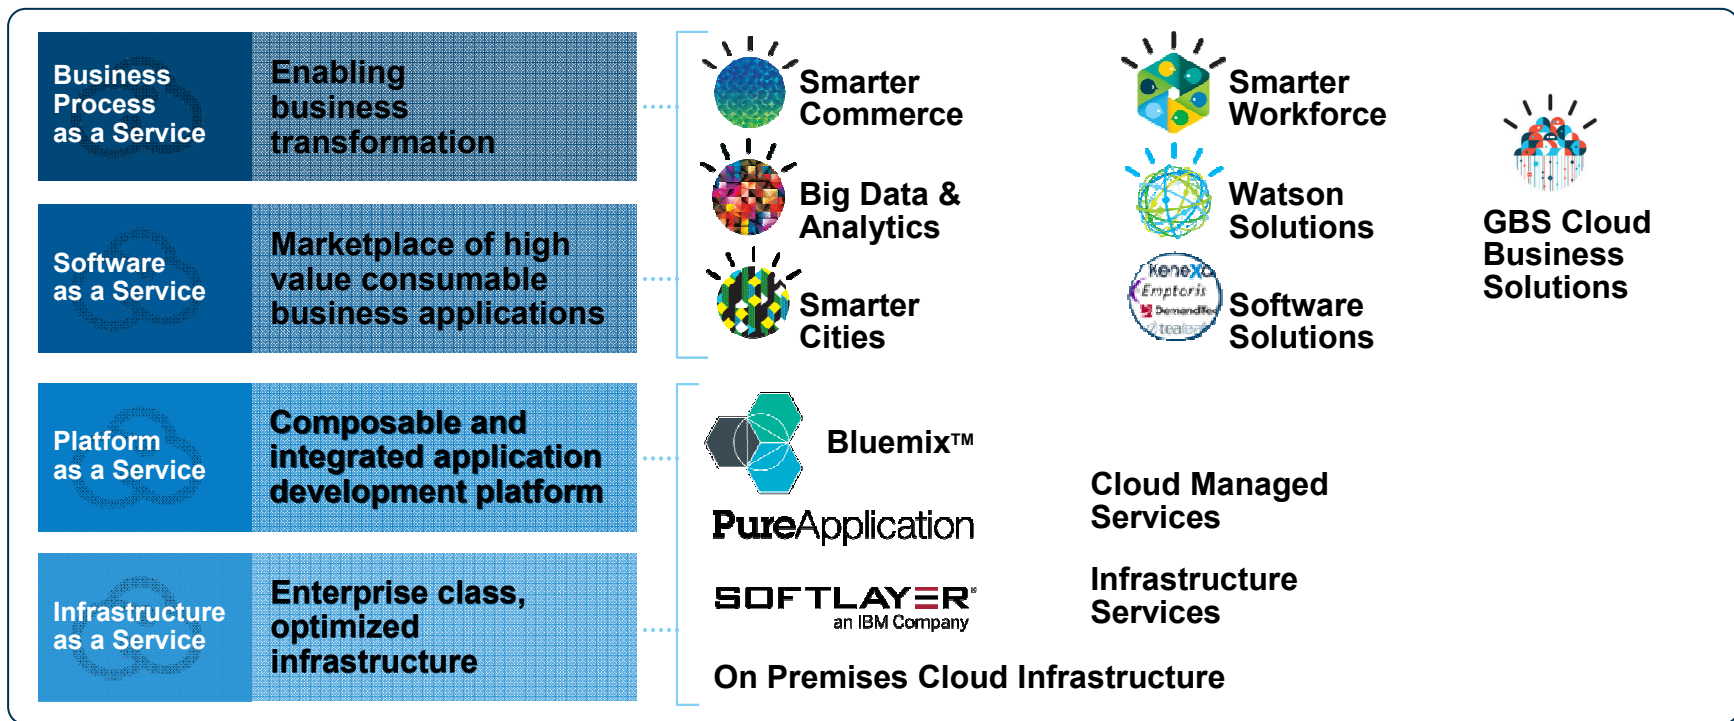 Business
Process
as a Service
Enabling
business
transformation
Software
as a Service
Marketplace of high
value consumable
business applications
Smarter
Commerce
Smarter
Workforce
Big Data &
Analytics
Watson
Solutions
Smarter
Cities
Kenexa
Emptoris
DemandTec
tealeaf
Software
Solutions
GBS Cloud
Business
Solutions
Platform
as a Service
Composable and
integrated application
development platform
Infrastructure
as a Service
Enterprise class,
optimized
infrastructure
Bluemix™
PureApplication
SOFTLAYER®
an IBM Company
Cloud Managed
Services
Infrastructure
Services
On Premises Cloud Infrastructure